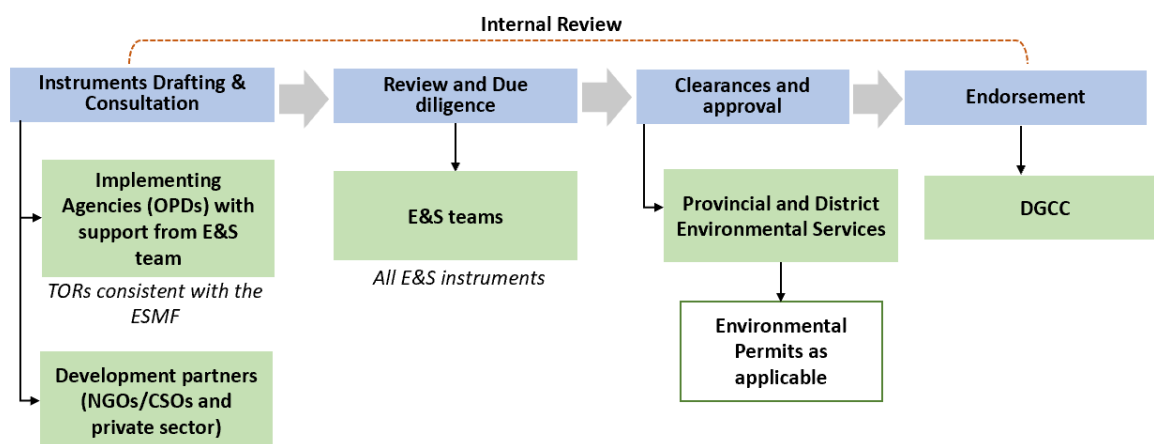 Internal Review
Instruments Drafting &
Consultation
Review and Due
diligence
Clearances and
approval
Endorsement
Implementing
Agencies (OPDs) with
support from E&S
team
TORs consistent with the
ESMF
Development partners
(NGOs/CSOs and
private sector)
E&S teams
All E&S instruments
Provincial and District
Environmental Services
Environmental
Permits as
applicable
DGCC